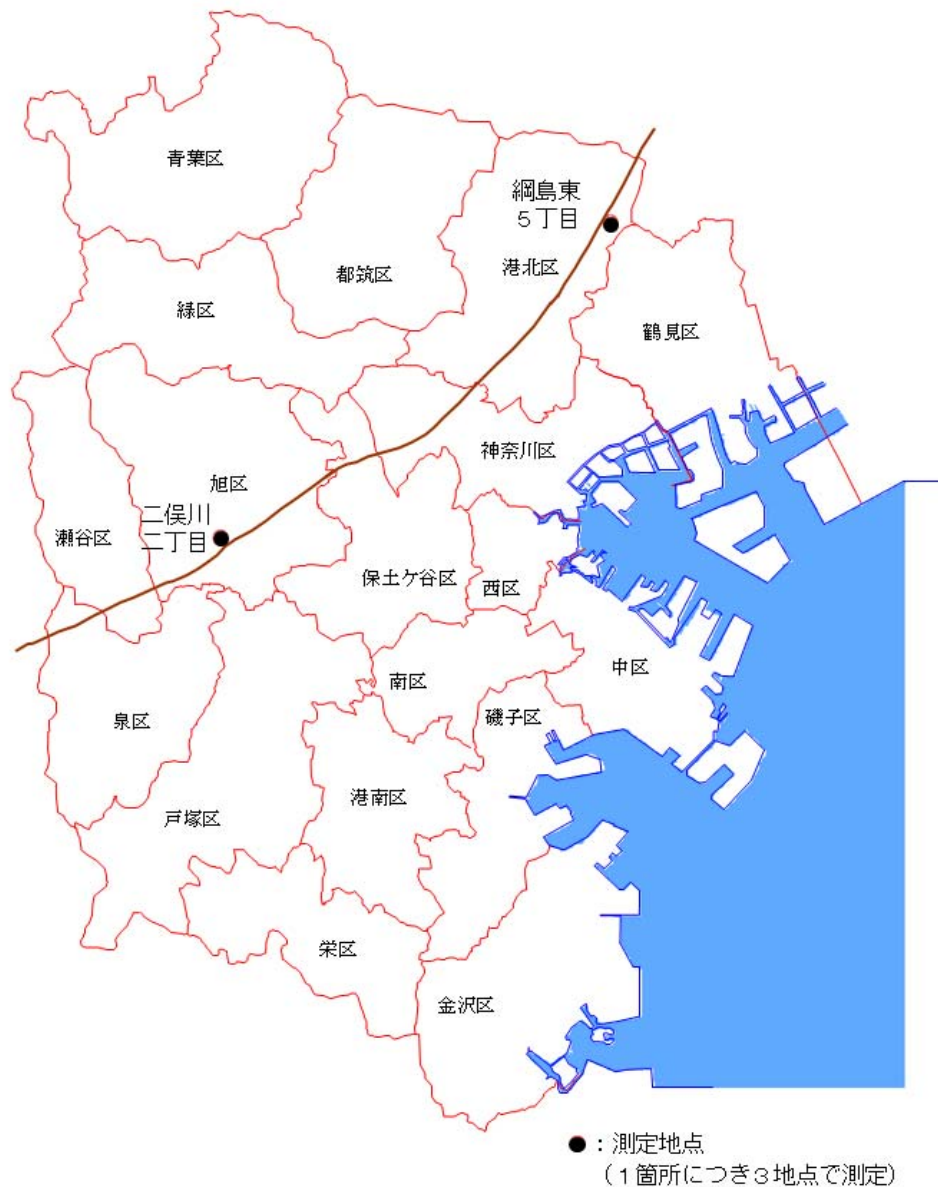 青葉区
綱島東
５丁目
港北区
都筑区
緑区
鶴見区
神奈川区
旭区
二俣川
二丁目
瀬谷区
保土ケ谷区
西区
中区
南区
磯子区
泉区
港南区
戸塚区
栄区
金沢区
●：測定地点
（１箇所につき３地点で測定）